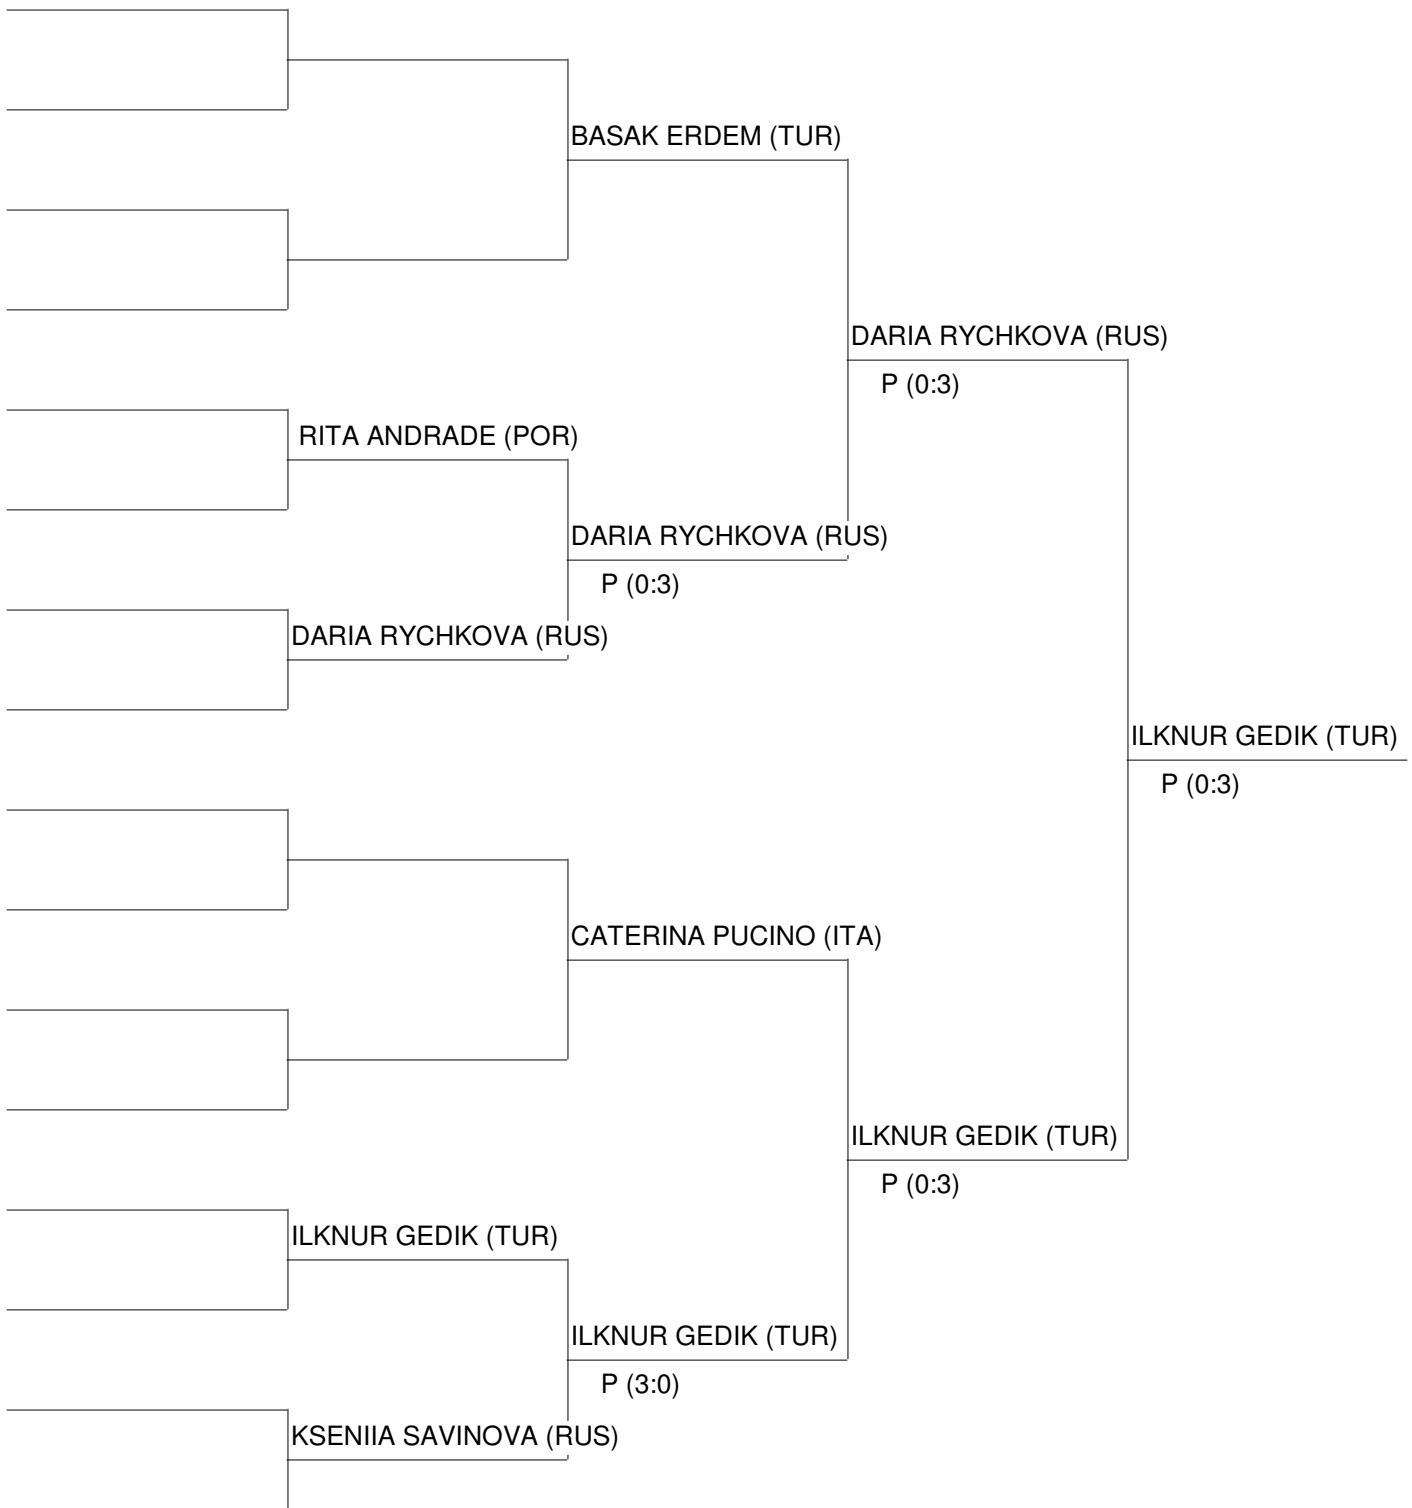 BASAK ERDEM (TUR)
DARIA RYCHKOVA (RUS)
P (0:3)
RITA ANDRADE (POR)
DARIA RYCHKOVA (RUS)
P (0:3)
DARIA RYCHKOVA (RUS)
ILKNUR GEDIK (TUR)
P (0:3)
CATERINA PUCINO (ITA)
ILKNUR GEDIK (TUR)
P (0:3)
ILKNUR GEDIK (TUR)
ILKNUR GEDIK (TUR)
P (3:0)
KSENIIA SAVINOVA (RUS)